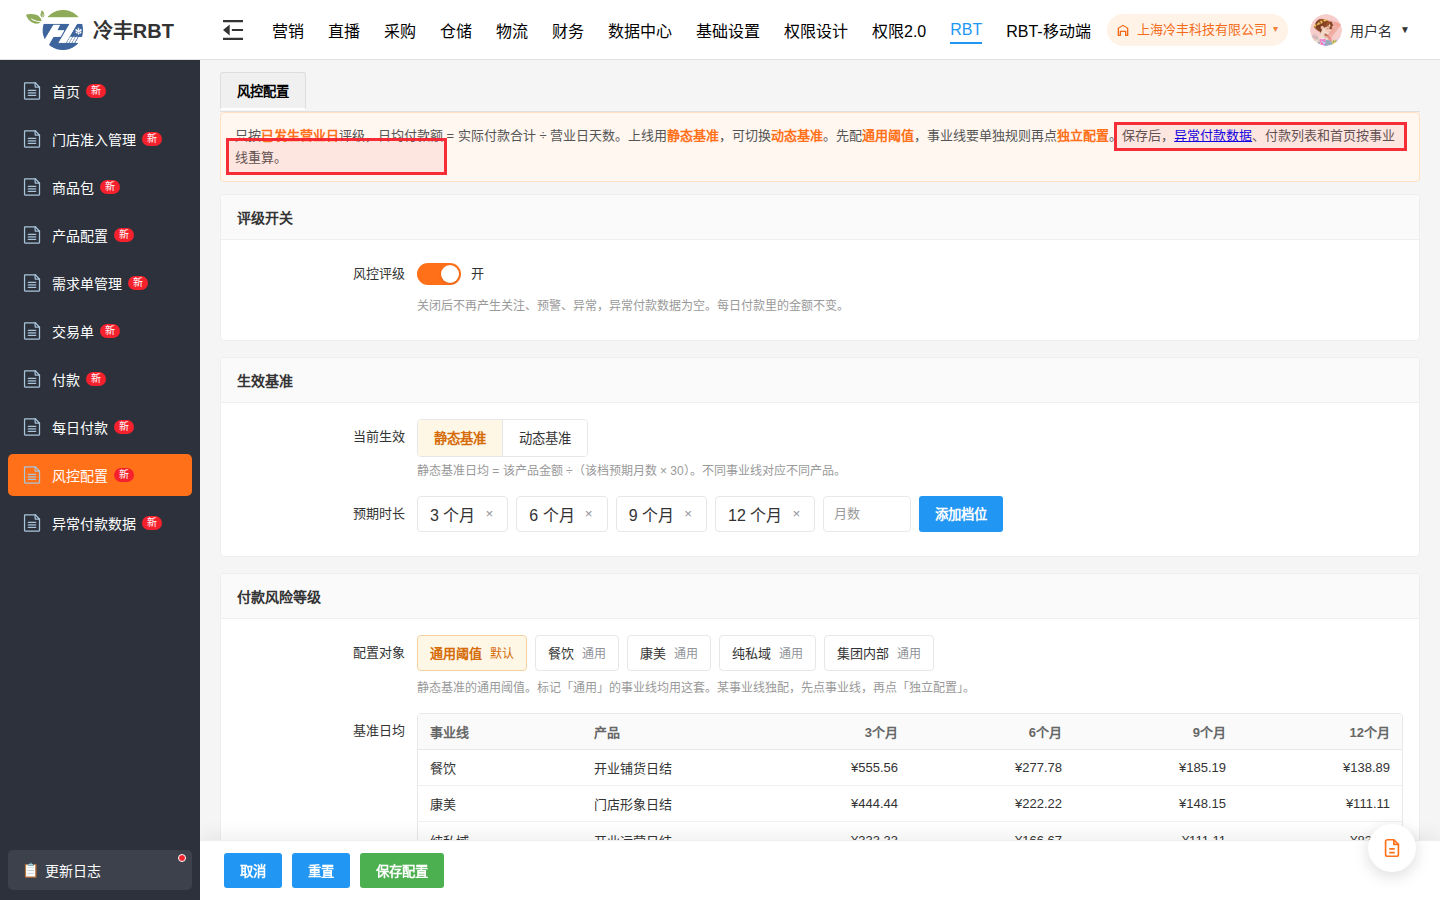 冷丰RBT
营销 直播 采购 仓储 物流 财务 数据中心 基础设置 权限设计 权限2.0 RBT RBT-移动端 上海冷丰科技有限公司 ▾ 用户名 ▼
首页 新
门店准入管理 新
商品包 新
产品配置 新
需求单管理 新
交易单 新
付款 新
每日付款 新
风控配置 新
异常付款数据 新
更新日志
风控配置
只按已发生营业日评级，日均付款额 = 实际付款合计 ÷ 营业日天数。上线用静态基准，可切换动态基准。先配通用阈值，事业线要单独规则再点独立配置。保存后，异常付款数据、付款列表和首页按事业
线重算。
评级开关
风控评级 开
关闭后不再产生关注、预警、异常，异常付款数据为空。每日付款里的金额不变。
生效基准
当前生效 静态基准 动态基准
静态基准日均 = 该产品金额 ÷（该档预期月数 × 30）。不同事业线对应不同产品。
预期时长 3 个月 × 6 个月 × 9 个月 × 12 个月 × 月数 添加档位
付款风险等级
配置对象 通用阈值 默认 餐饮 通用 康美 通用 纯私域 通用 集团内部 通用
静态基准的通用阈值。标记「通用」的事业线均用这套。某事业线独配，先点事业线，再点「独立配置」。
基准日均 事业线 产品 3个月 6个月 9个月 12个月
餐饮 开业铺货日结 ¥555.56 ¥277.78 ¥185.19 ¥138.89
康美 门店形象日结 ¥444.44 ¥222.22 ¥148.15 ¥111.11
纯私域 开业运营日结 ¥333.33 ¥166.67 ¥111.11
取消 重置 保存配置